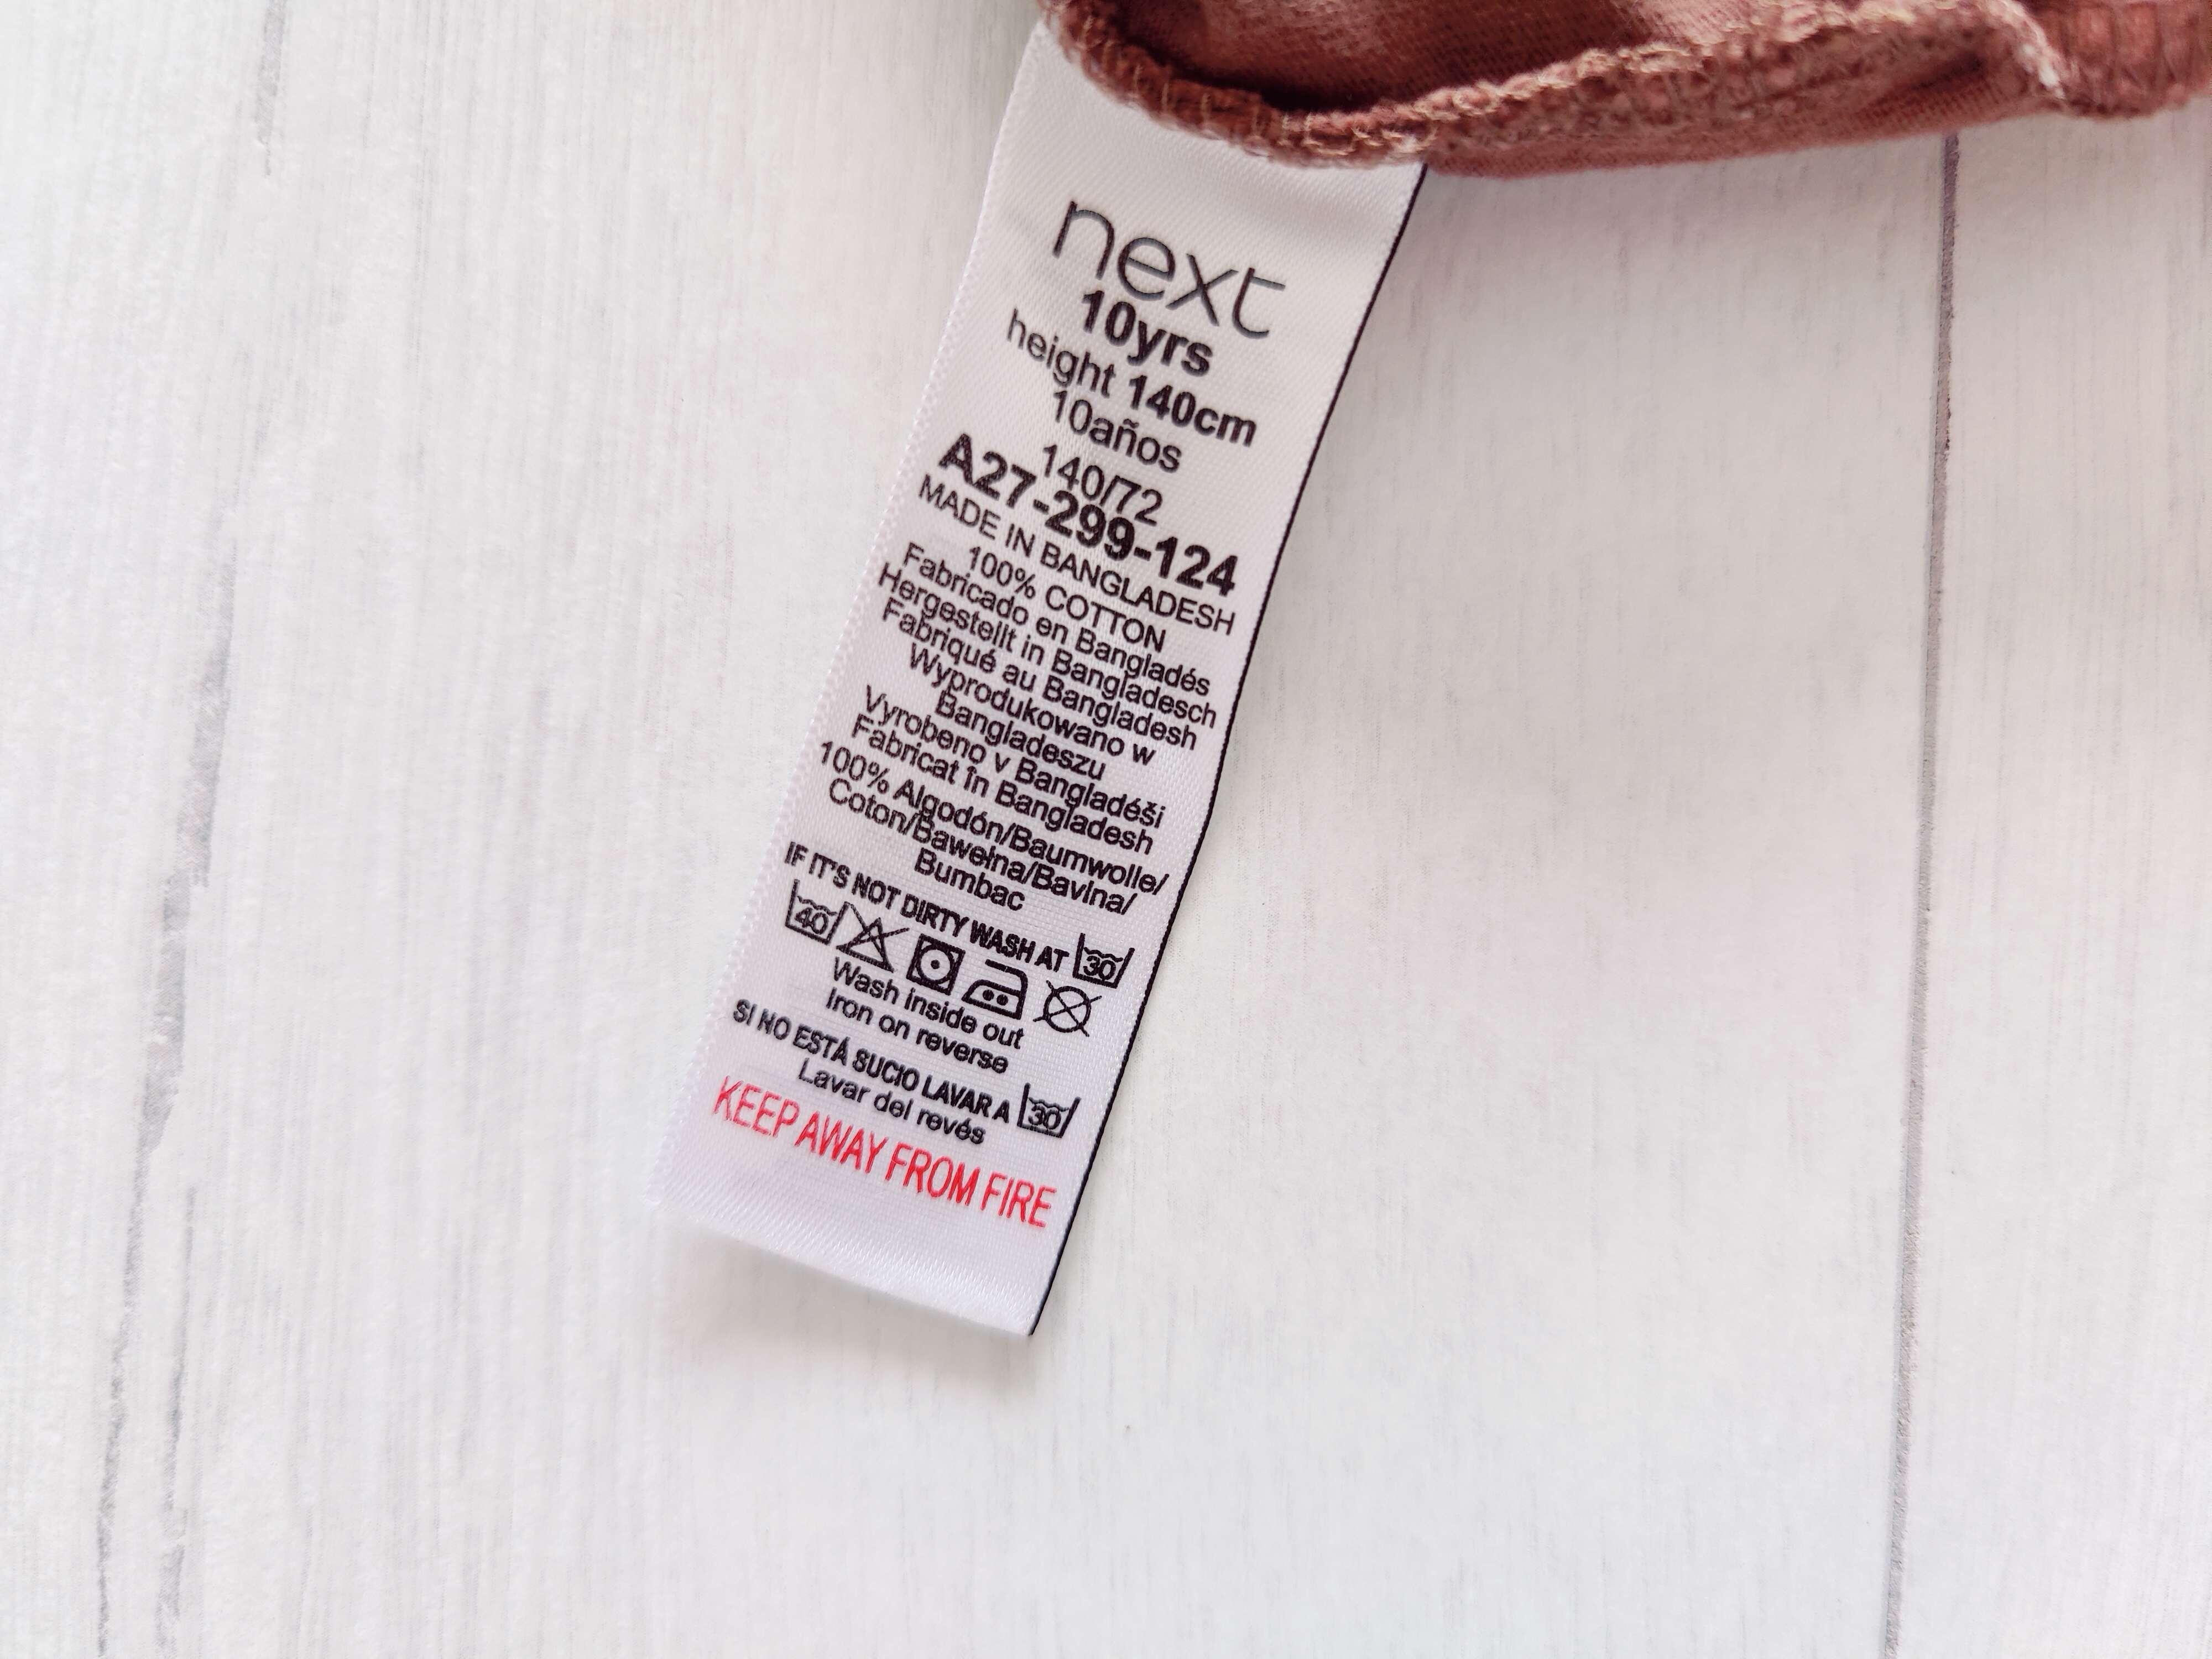 next
10yrs
height 140cm
10años
140/72
A27-299-124
MADE IN BANGLADESH
100% COTTON
Fabricado en Bangladés
Hergestellt in Bangladesch
Fabriqué au Bangladesh
Wyprodukowano w
Bangladeszu
Vyrobeno v Bangladéši
Fabricat în Bangladesh
100% Algodón/Baumwolle/
Coton/Bawełna/Bavlna/
Bumbac
IF IT'S NOT DIRTY WASH AT 30
40
Wash inside out
Iron on reverse
SI NO ESTÁ SUCIO LAVAR A 30
Lavar del revés
KEEP AWAY FROM FIRE